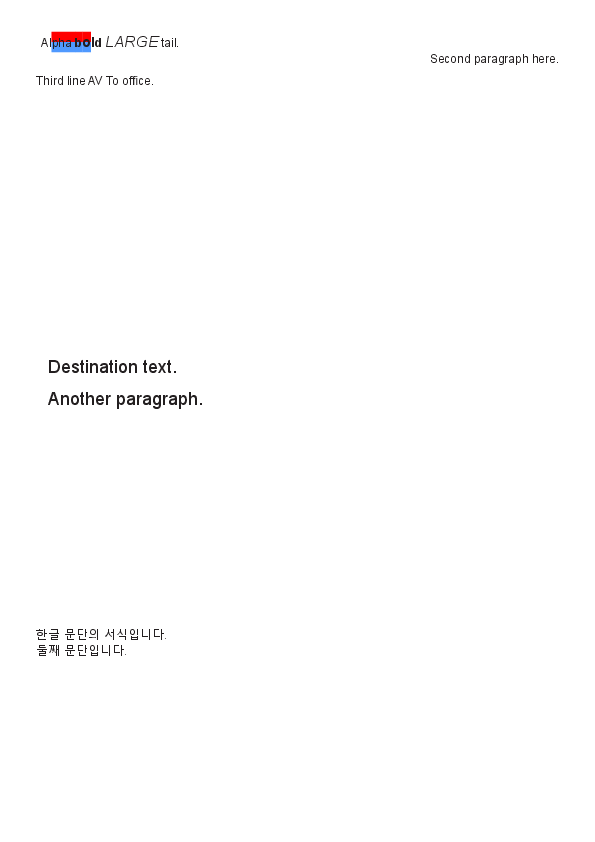 Alpha bold LARGE tail.
Second paragraph here.
Third line AV To office.
Destination text.
Another paragraph.
한글 문단의 서식입니다.
둘째 문단입니다.